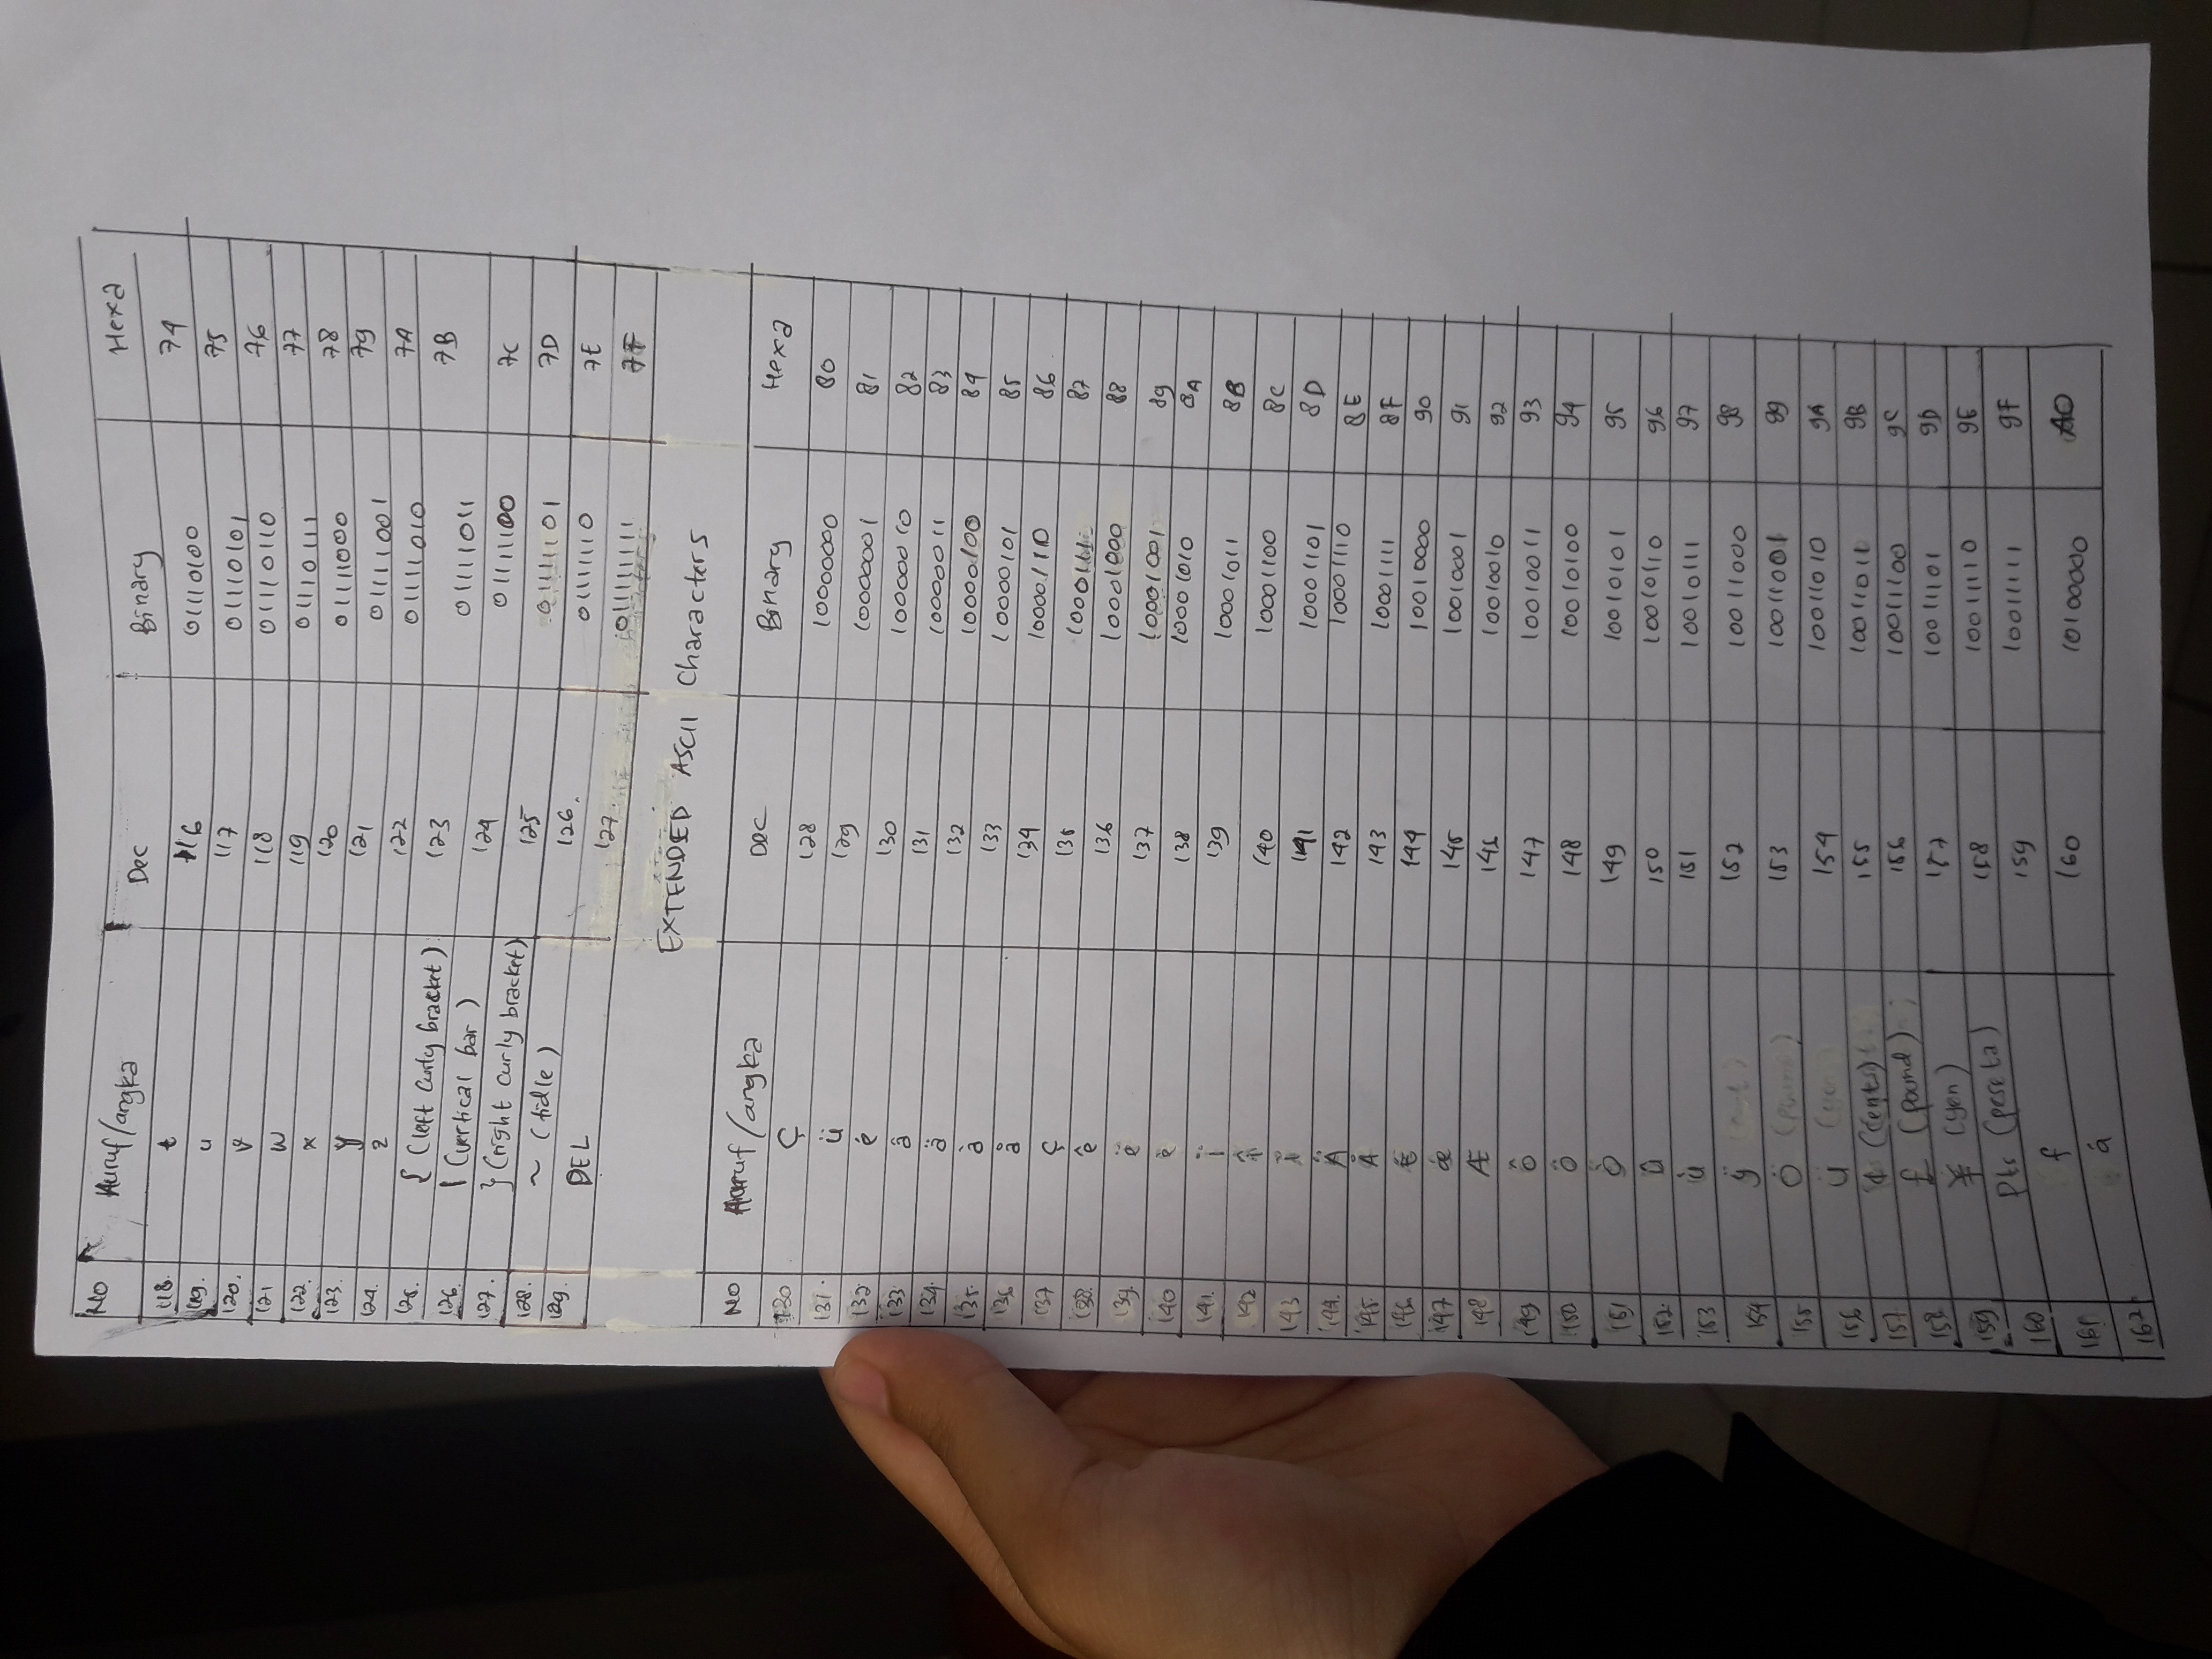 No Huruf/angka Dec Binary Hexa
118. t 116 01110100 74
119. u 117 01110101 75
120. v 118 01110110 76
121 w 119 01110111 77
122. x 120 01111000 78
123. y 121 01111001 79
124. z 122 01111010 7A
125. { (left curly bracket) 123 01111011 7B
126. | (vertical bar) 124 01111100 7C
127. } (right curly bracket) 125 01111101 7D
128. ~ (tidle) 126. 01111110 7E
129. DEL 127. 011111111 7F
EXTENDED ASCII Characters
No Huruf/angka Dec Binary Hexa
130 Ç 128 10000000 80
131. ü 129 10000001 81
132. é 130 10000010 82
133. â 131 10000011 83
134. ä 132 10000100 84
135. à 133 10000101 85
136 å 134 10000110 86
137 ç 135 1000111 87
138. ê 136 10001000 88
139. ë 137 10001001 89
140 è 138 10001010 8A
141. ï 139 10001011 8B
142 î 140 10001100 8C
143 141 10001101 8D
144. Ä 142 10001110 8E
145. Å 143 10001111 8F
146 144 10010000 90
147 æ 145 10010001 91
148 Æ 146 10010010 92
149 ô 147 10010011 93
150 ö 148 10010100 94
151 ò 149 10010101 95
152. û 150 10010110 96
153 ù 151 10010111 97
154 ÿ 152 10011000 98
155 Ö 153 10011001 99
156 Ü 154 10011010 9A
157 ¢ (cents) 155 10011011 9B
158 £ (pound) 156 10011100 9C
159 ¥ (yen) 157 10011101 9D
160 Pts (peseta) 158 10011110 9E
161 f 159 10011111 9F
162 á 160 10100000 A0